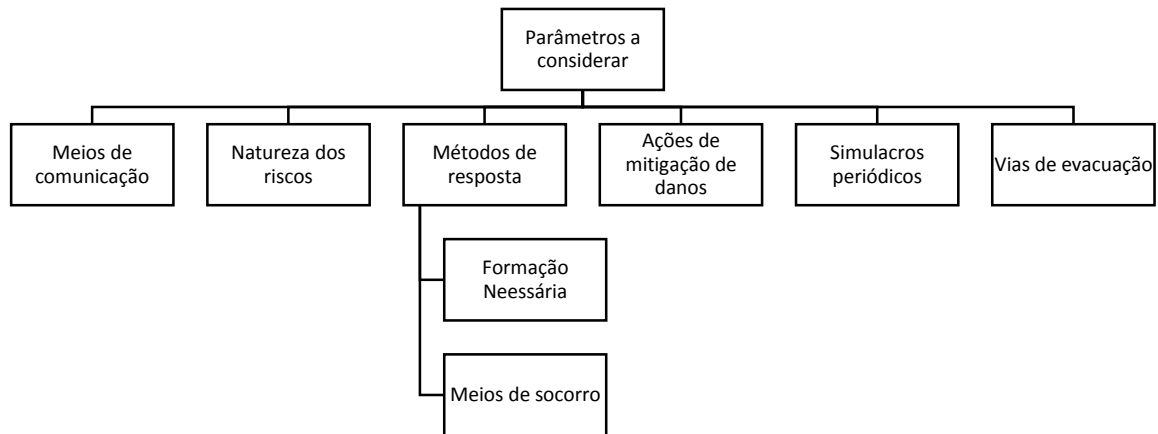 Parâmetros a
considerar
Meios de
comunicação
Natureza dos
riscos
Métodos de
resposta
Ações de
mitigação de
danos
Simulacros
periódicos
Vias de evacuação
Formação
Neessária
Meios de socorro